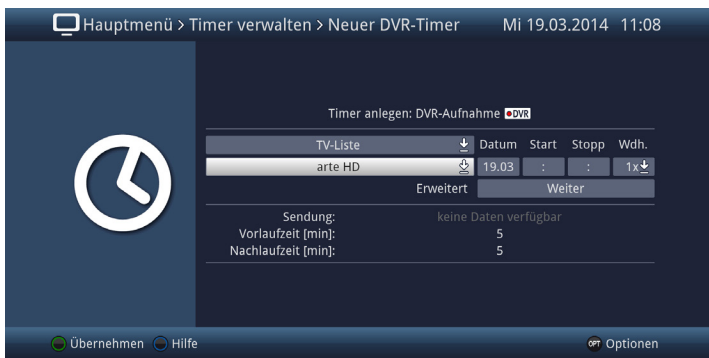 Hauptmenü > Timer verwalten > Neuer DVR-Timer Mi 19.03.2014 11:08
Timer anlegen: DVR-Aufnahme DVR
TV-Liste Datum Start Stopp Wdh.
arte HD 19.03 : : 1x
Erweitert Weiter
Sendung: keine Daten verfügbar
Vorlaufzeit [min]: 5
Nachlaufzeit [min]: 5
Übernehmen Hilfe OPT Optionen